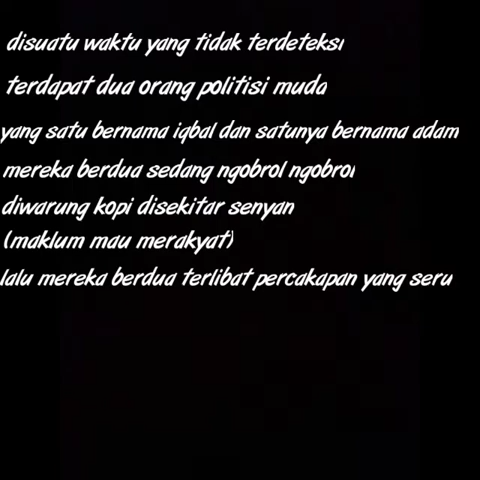 disuatu waktu yang tidak terdeteksi
terdapat dua orang politisi muda
yang satu bernama iqbal dan satunya bernama adam
mereka berdua sedang ngobrol ngobrol
diwarung kopi disekitar senyan
(maklum mau merakyat)
lalu mereka berdua terlibat percakapan yang seru